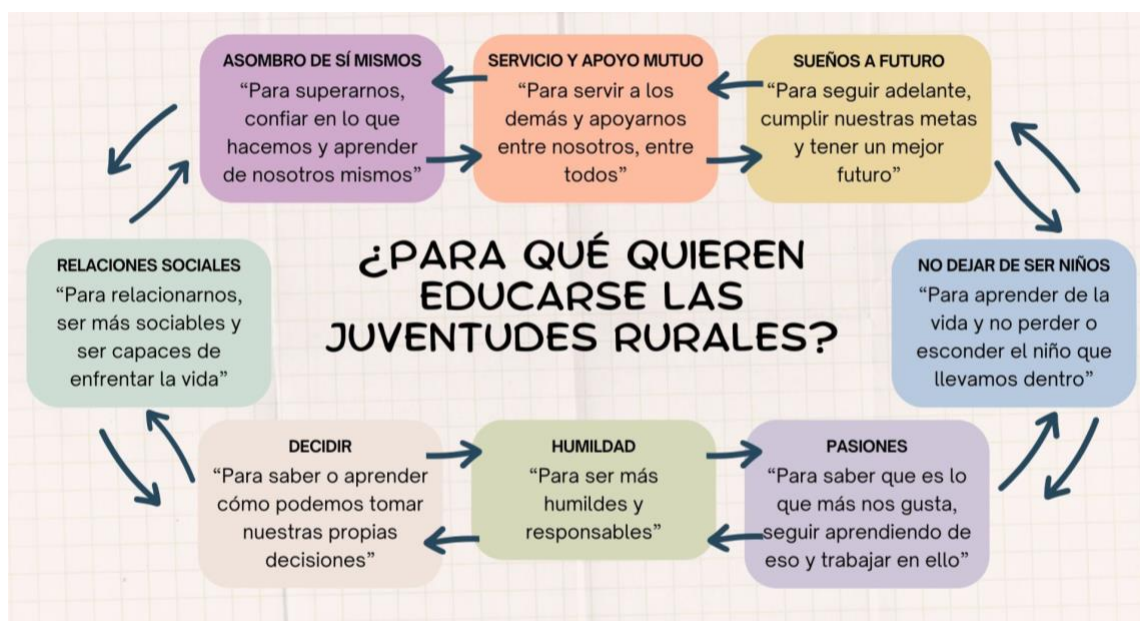 ASOMBRO DE SÍ MISMOS
“Para superarnos,
confiar en lo que
hacemos y aprender
de nosotros mismos”
SERVICIO Y APOYO MUTUO
“Para servir a los
demás y apoyarnos
entre nosotros, entre
todos”
SUEÑOS A FUTURO
“Para seguir adelante,
cumplir nuestras metas
y tener un mejor
futuro”
RELACIONES SOCIALES
“Para relacionarnos,
ser más sociables y
ser capaces de
enfrentar la vida”
¿PARA QUÉ QUIEREN
EDUCARSE LAS
JUVENTUDES RURALES?
NO DEJAR DE SER NIÑOS
“Para aprender de la
vida y no perder o
esconder el niño que
llevamos dentro”
DECIDIR
“Para saber o aprender
cómo podemos tomar
nuestras propias
decisiones”
HUMILDAD
“Para ser más
humildes y
responsables”
PASIONES
“Para saber que es lo
que más nos gusta,
seguir aprendiendo de
eso y trabajar en ello”